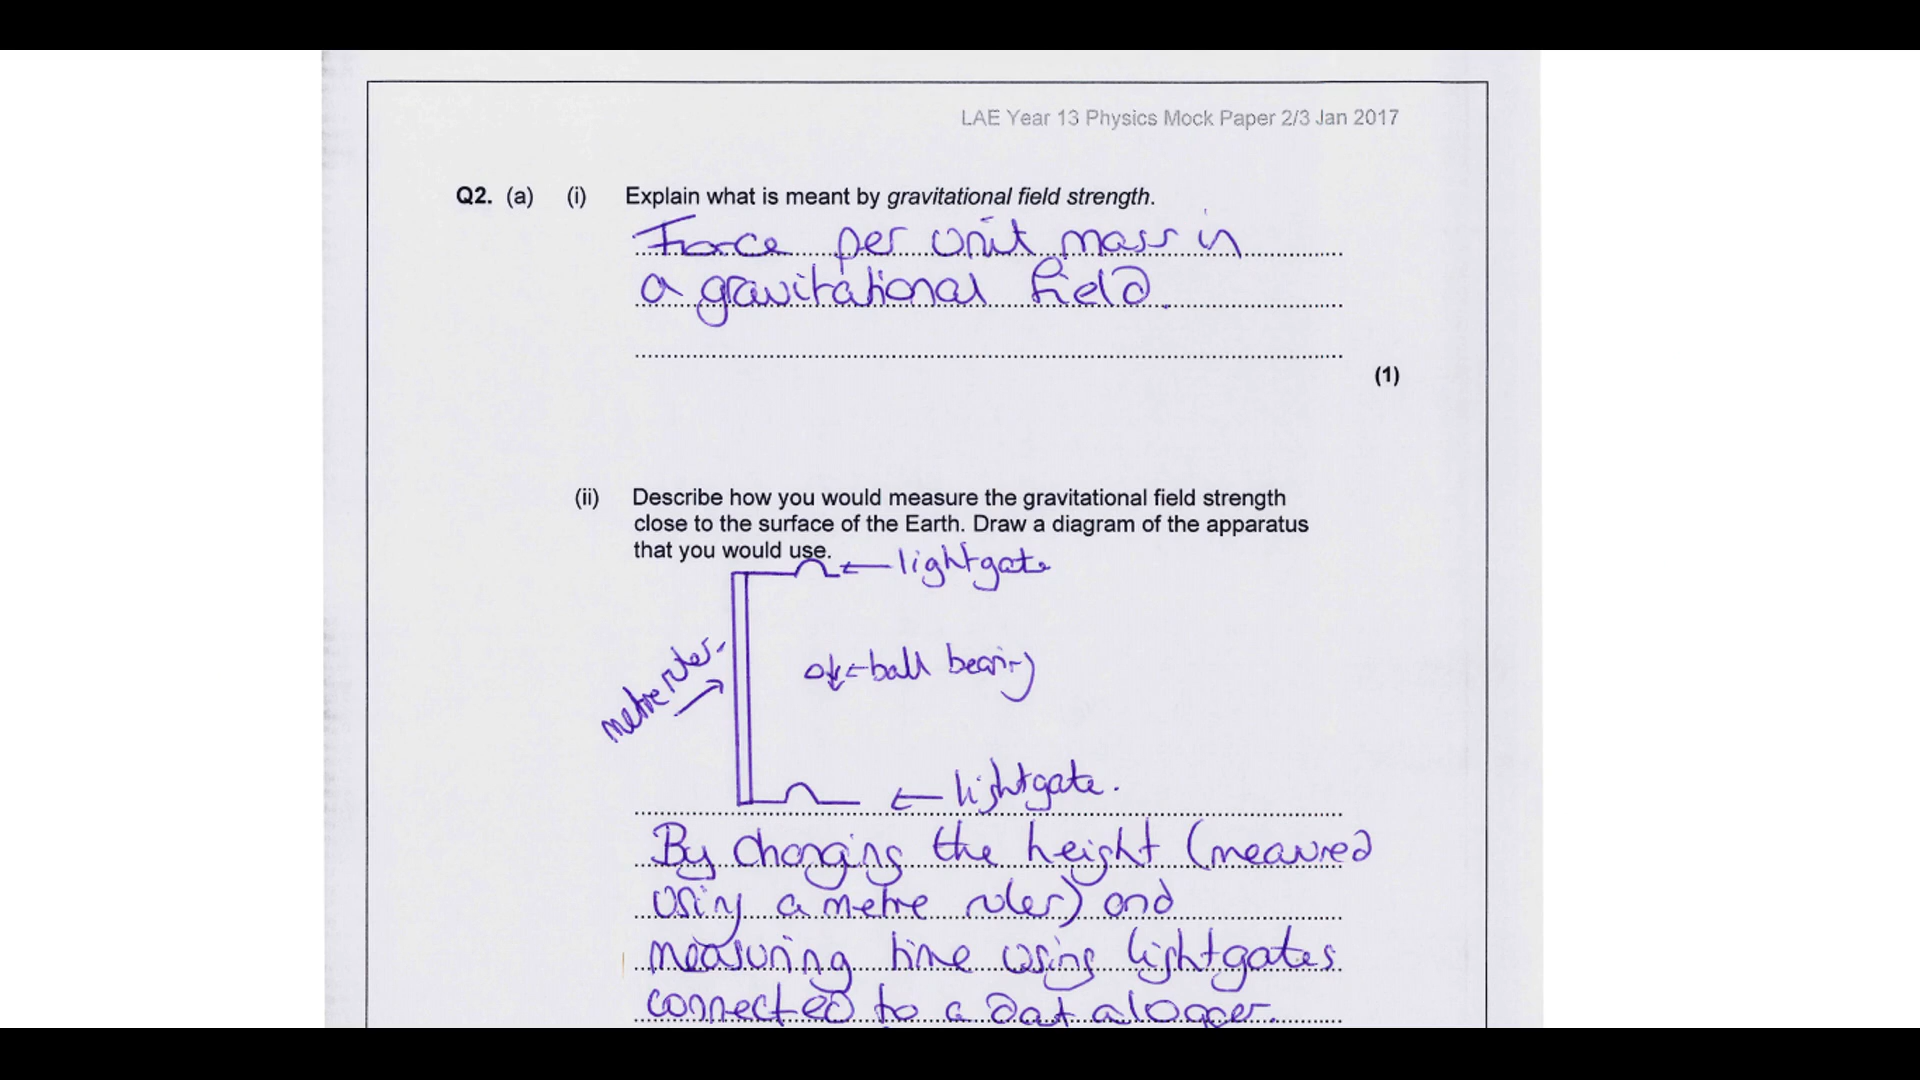 LAE Year 13 Physics Mock Paper 2/3 Jan 2017
Q2. (a) (i) Explain what is meant by gravitational field strength.
Force per unit mass in
a gravitational field.
(1)
(ii) Describe how you would measure the gravitational field strength
close to the surface of the Earth. Draw a diagram of the apparatus
that you would use.
← lightgate
metre ruler
↓← ball bearing
← lightgate.
By changing the height (measured
using a metre ruler) and
measuring time using lightgates
connected to a datalogger.